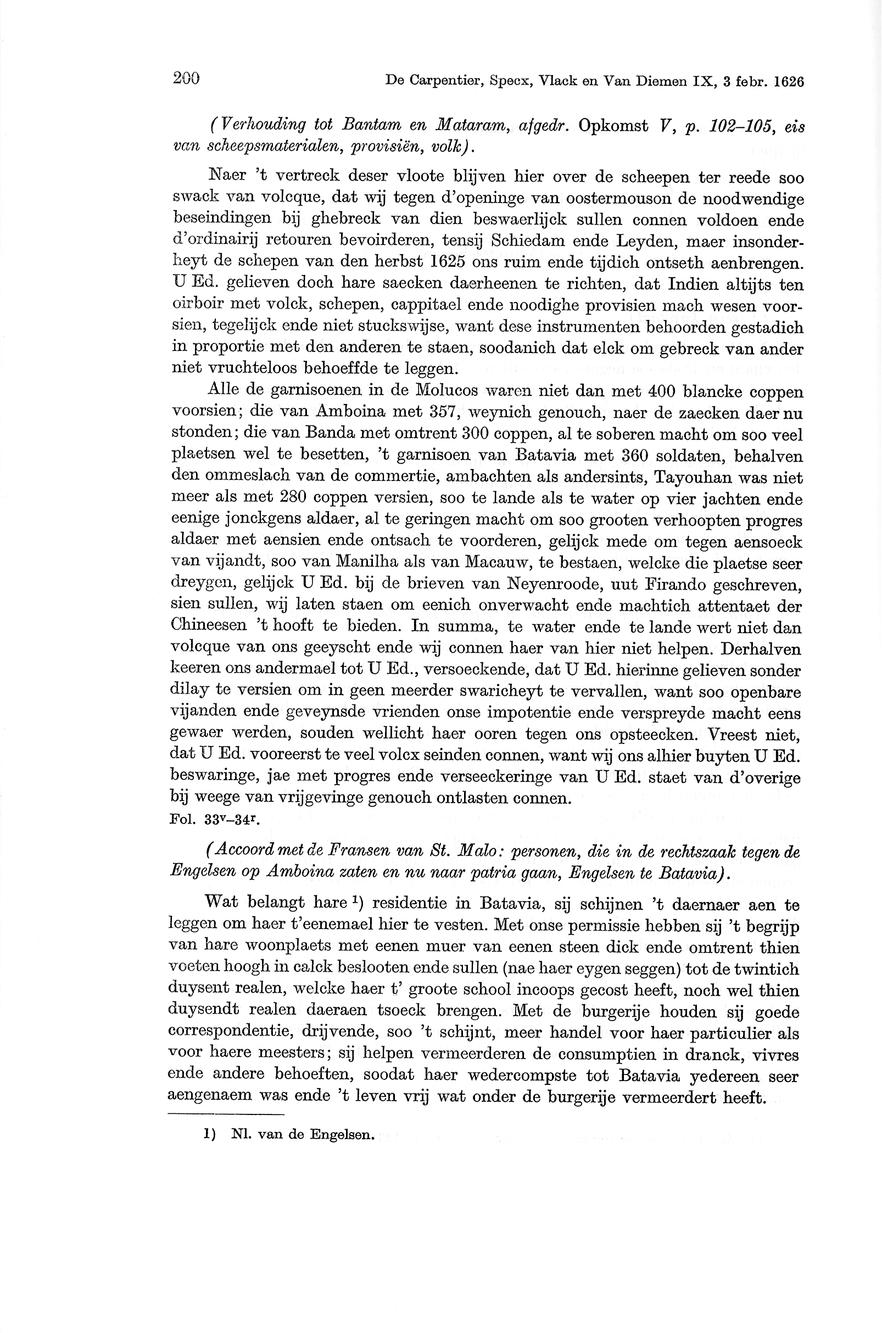 200 De Carpentier, Specx, Vlack en Van Diemen IX, 3 febr. 1626
(Verhouding tot Bantam en Mataram, afgedr. Opkomst V, p. 102–105, eis
van scheepsmaterialen, provisiën, volk).
Naer 't vertreck deser vloote blijven hier over de scheepen ter reede soo
swack van volcque, dat wij tegen d'openinge van oostermouson de noodwendige
beseindingen bij ghebreck van dien beswaerlijck sullen connen voldoen ende
d'ordinairij retouren bevoirderen, tensij Schiedam ende Leyden, maer insonder-
heyt de schepen van den herbst 1625 ons ruim ende tijdich ontseth aenbrengen.
U Ed. gelieven doch hare saecken daerheenen te richten, dat Indien altijts ten
oirboir met volck, schepen, cappitael ende noodighe provisien mach wesen voor-
sien, tegelijck ende niet stuckswijse, want dese instrumenten behoorden gestadich
in proportie met den anderen te staen, soodanich dat elck om gebreck van ander
niet vruchteloos behoeffde te leggen.
Alle de garnisoenen in de Molucos waren niet dan met 400 blancke coppen
voorsien; die van Amboina met 357, weynich genouch, naer de zaecken daer nu
stonden; die van Banda met omtrent 300 coppen, al te soberen macht om soo veel
plaetsen wel te besetten, 't garnisoen van Batavia met 360 soldaten, behalven
den ommeslach van de commertie, ambachten als andersints, Tayouhan was niet
meer als met 280 coppen versien, soo te lande als te water op vier jachten ende
eenige jonckgens aldaer, al te geringen macht om soo grooten verhoopten progres
aldaer met aensien ende ontsach te voorderen, gelijck mede om tegen aensoeck
van vijandt, soo van Manilha als van Macauw, te bestaen, welcke die plaetse seer
dreygen, gelijck U Ed. bij de brieven van Neyenroode, uut Firando geschreven,
sien sullen, wij laten staen om eenich onverwacht ende machtich attentaet der
Chineesen 't hooft te bieden. In summa, te water ende te lande wert niet dan
volcque van ons geeyscht ende wij connen haer van hier niet helpen. Derhalven
keeren ons andermael tot U Ed., versoeckende, dat U Ed. hierinne gelieven sonder
dilay te versien om in geen meerder swaricheyt te vervallen, want soo openbare
vijanden ende geveynsde vrienden onse impotentie ende verspreyde macht eens
gewaer werden, souden wellicht haer ooren tegen ons opsteecken. Vreest niet,
dat U Ed. vooreerst te veel volcx seinden connen, want wij ons alhier buyten U Ed.
beswaringe, jae met progres ende verseeckeringe van U Ed. staet van d'overige
bij weege van vrijgevinge genouch ontlasten connen.
Fol. 33v–34r.
(Accoord met de Fransen van St. Malo: personen, die in de rechtszaak tegen de
Engelsen op Amboina zaten en nu naar patria gaan, Engelsen te Batavia).
Wat belangt hare 1) residentie in Batavia, sij schijnen 't daernaer aen te
leggen om haer t'eenemael hier te vesten. Met onse permissie hebben sij 't begrijp
van hare woonplaets met eenen muer van eenen steen dick ende omtrent thien
voeten hoogh in calck beslooten ende sullen (nae haer eygen seggen) tot de twintich
duysent realen, welcke haer t' groote school incoops gecost heeft, noch wel thien
duysendt realen daeraen tsoeck brengen. Met de burgerije houden sij goede
correspondentie, drijvende, soo 't schijnt, meer handel voor haer particulier als
voor haere meesters; sij helpen vermeerderen de consumptien in dranck, vivres
ende andere behoeften, soodat haer wedercompste tot Batavia yedereen seer
aengenaem was ende 't leven vrij wat onder de burgerije vermeerdert heeft.
1) Nl. van de Engelsen.